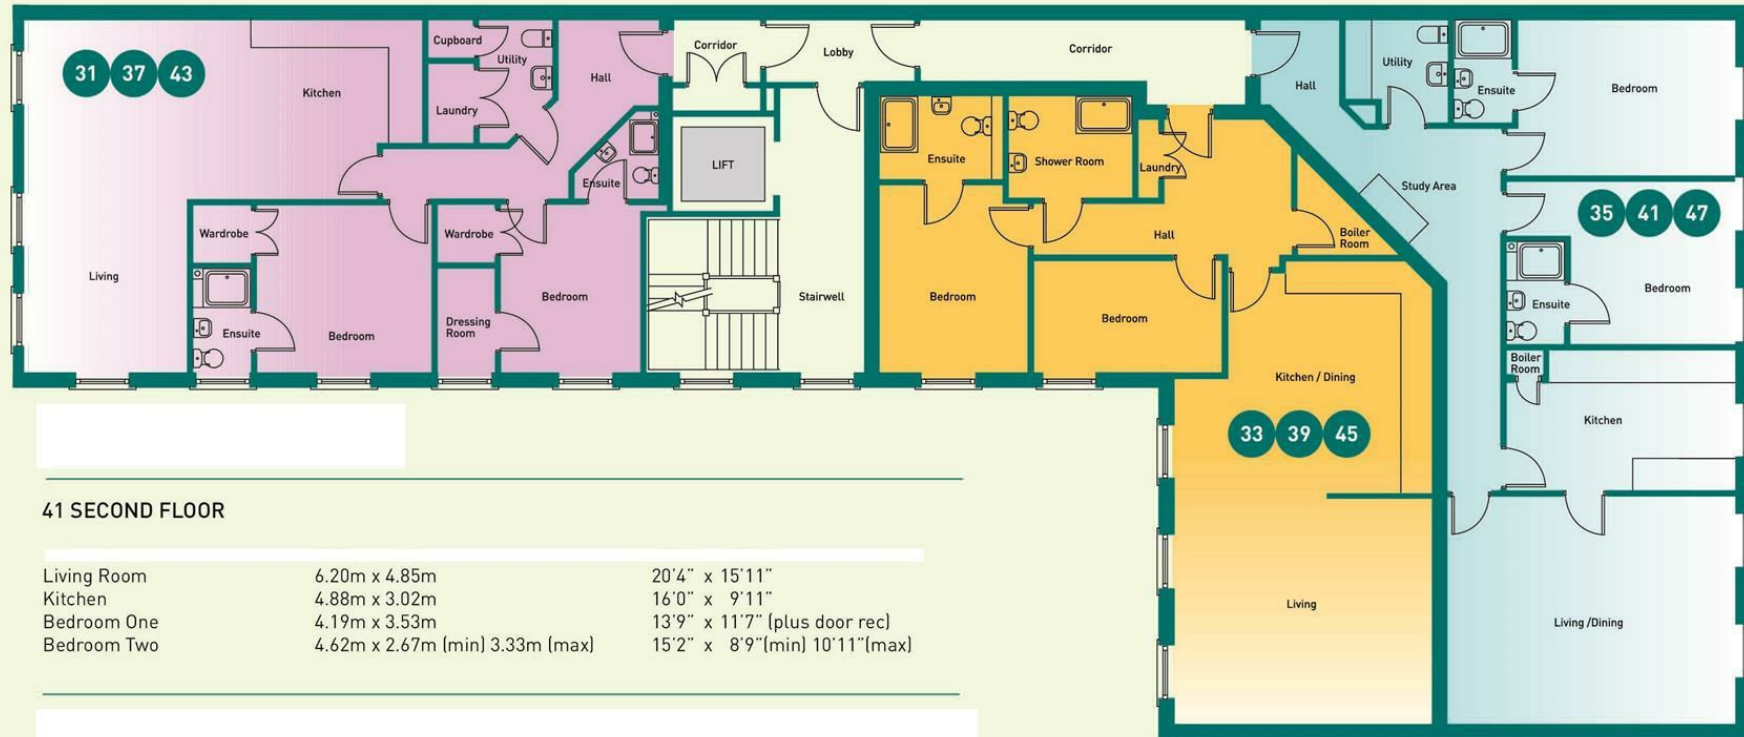 31 37 43
Kitchen
Cupboard
Utility
Laundry
Hall
Corridor
Lobby
Corridor
LIFT
Ensuite
Wardrobe
Wardrobe
Living
Ensuite
Bedroom
Dressing
Room
Bedroom
Stairwell
Ensuite
Shower Room
Laundry
Hall
Boiler
Room
Bedroom
Bedroom
Kitchen / Dining
33 39 45
Living
Hall
Utility
Ensuite
Bedroom
Study Area
35 41 47
Ensuite
Bedroom
Boiler
Room
Kitchen
Living /Dining
41 SECOND FLOOR
Living Room 6.20m x 4.85m 20'4" x 15'11"
Kitchen 4.88m x 3.02m 16'0" x 9'11"
Bedroom One 4.19m x 3.53m 13'9" x 11'7" (plus door rec)
Bedroom Two 4.62m x 2.67m (min) 3.33m (max) 15'2" x 8'9"(min) 10'11"(max)